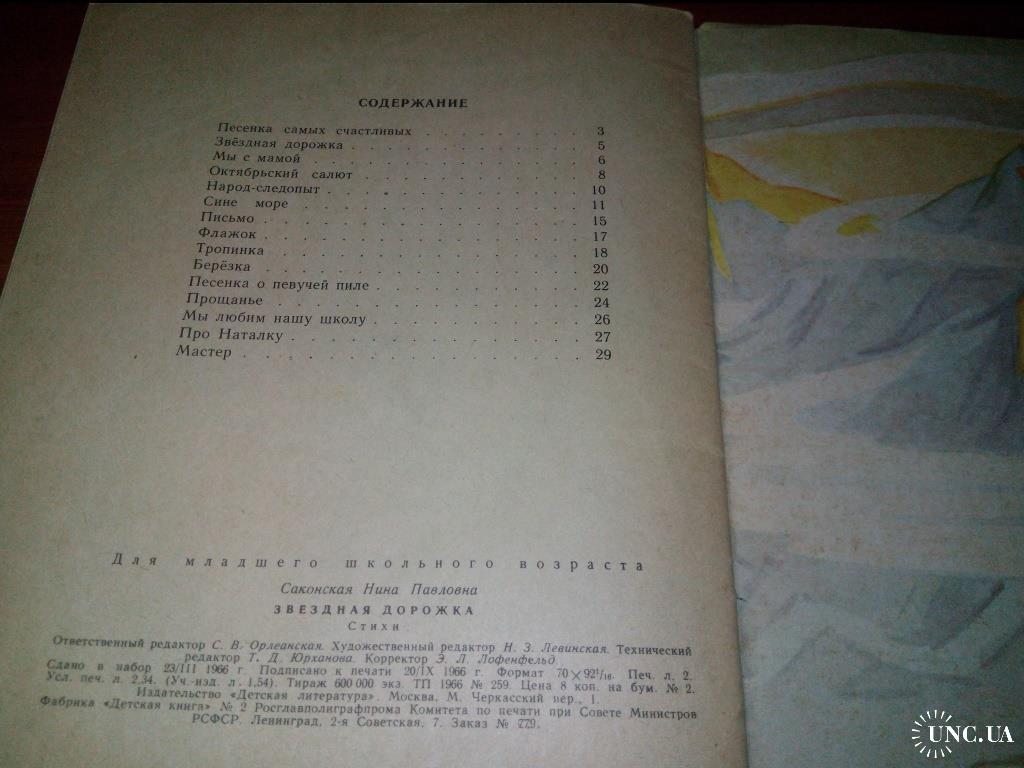 СОДЕРЖАНИЕ
Песенка самых счастливых . . . . . . . . . . 3
Звёздная дорожка . . . . . . . . . . . . . 5
Мы с мамой . . . . . . . . . . . . . . . 6
Октябрьский салют . . . . . . . . . . . . . 8
Народ-следопыт . . . . . . . . . . . . . . 10
Сине море . . . . . . . . . . . . . . . 11
Письмо . . . . . . . . . . . . . . . . 15
Флажок . . . . . . . . . . . . . . . . 17
Тропинка . . . . . . . . . . . . . . . 18
Берёзка . . . . . . . . . . . . . . . . 20
Песенка о певучей пиле . . . . . . . . . . . 22
Прощанье . . . . . . . . . . . . . . . 24
Мы любим нашу школу . . . . . . . . . . . 26
Про Наталку . . . . . . . . . . . . . . 27
Мастер . . . . . . . . . . . . . . . . 29
Для младшего школьного возраста
Саконская Нина Павловна
ЗВЕЗДНАЯ ДОРОЖКА
Стихи
Ответственный редактор С. В. Орлеанская. Художественный редактор Н. З. Левинская. Технический
редактор Т. Д. Юрханова. Корректор Э. Л. Лофенфельд.
Сдано в набор 23/III 1966 г. Подписано к печати 20/IX 1966 г. Формат 70×92¹/₁₆. Печ. л. 2.
Усл. печ. л. 2,34. (Уч.-изд. л. 1,54). Тираж 600 000 экз. ТП 1966 № 259. Цена 8 коп. на бум. № 2.
Издательство «Детская литература». Москва, М. Черкасский пер., 1.
Фабрика «Детская книга» № 2 Росглавполиграфпрома Комитета по печати при Совете Министров
РСФСР. Ленинград, 2-я Советская, 7. Заказ № 779.
UNC.UA